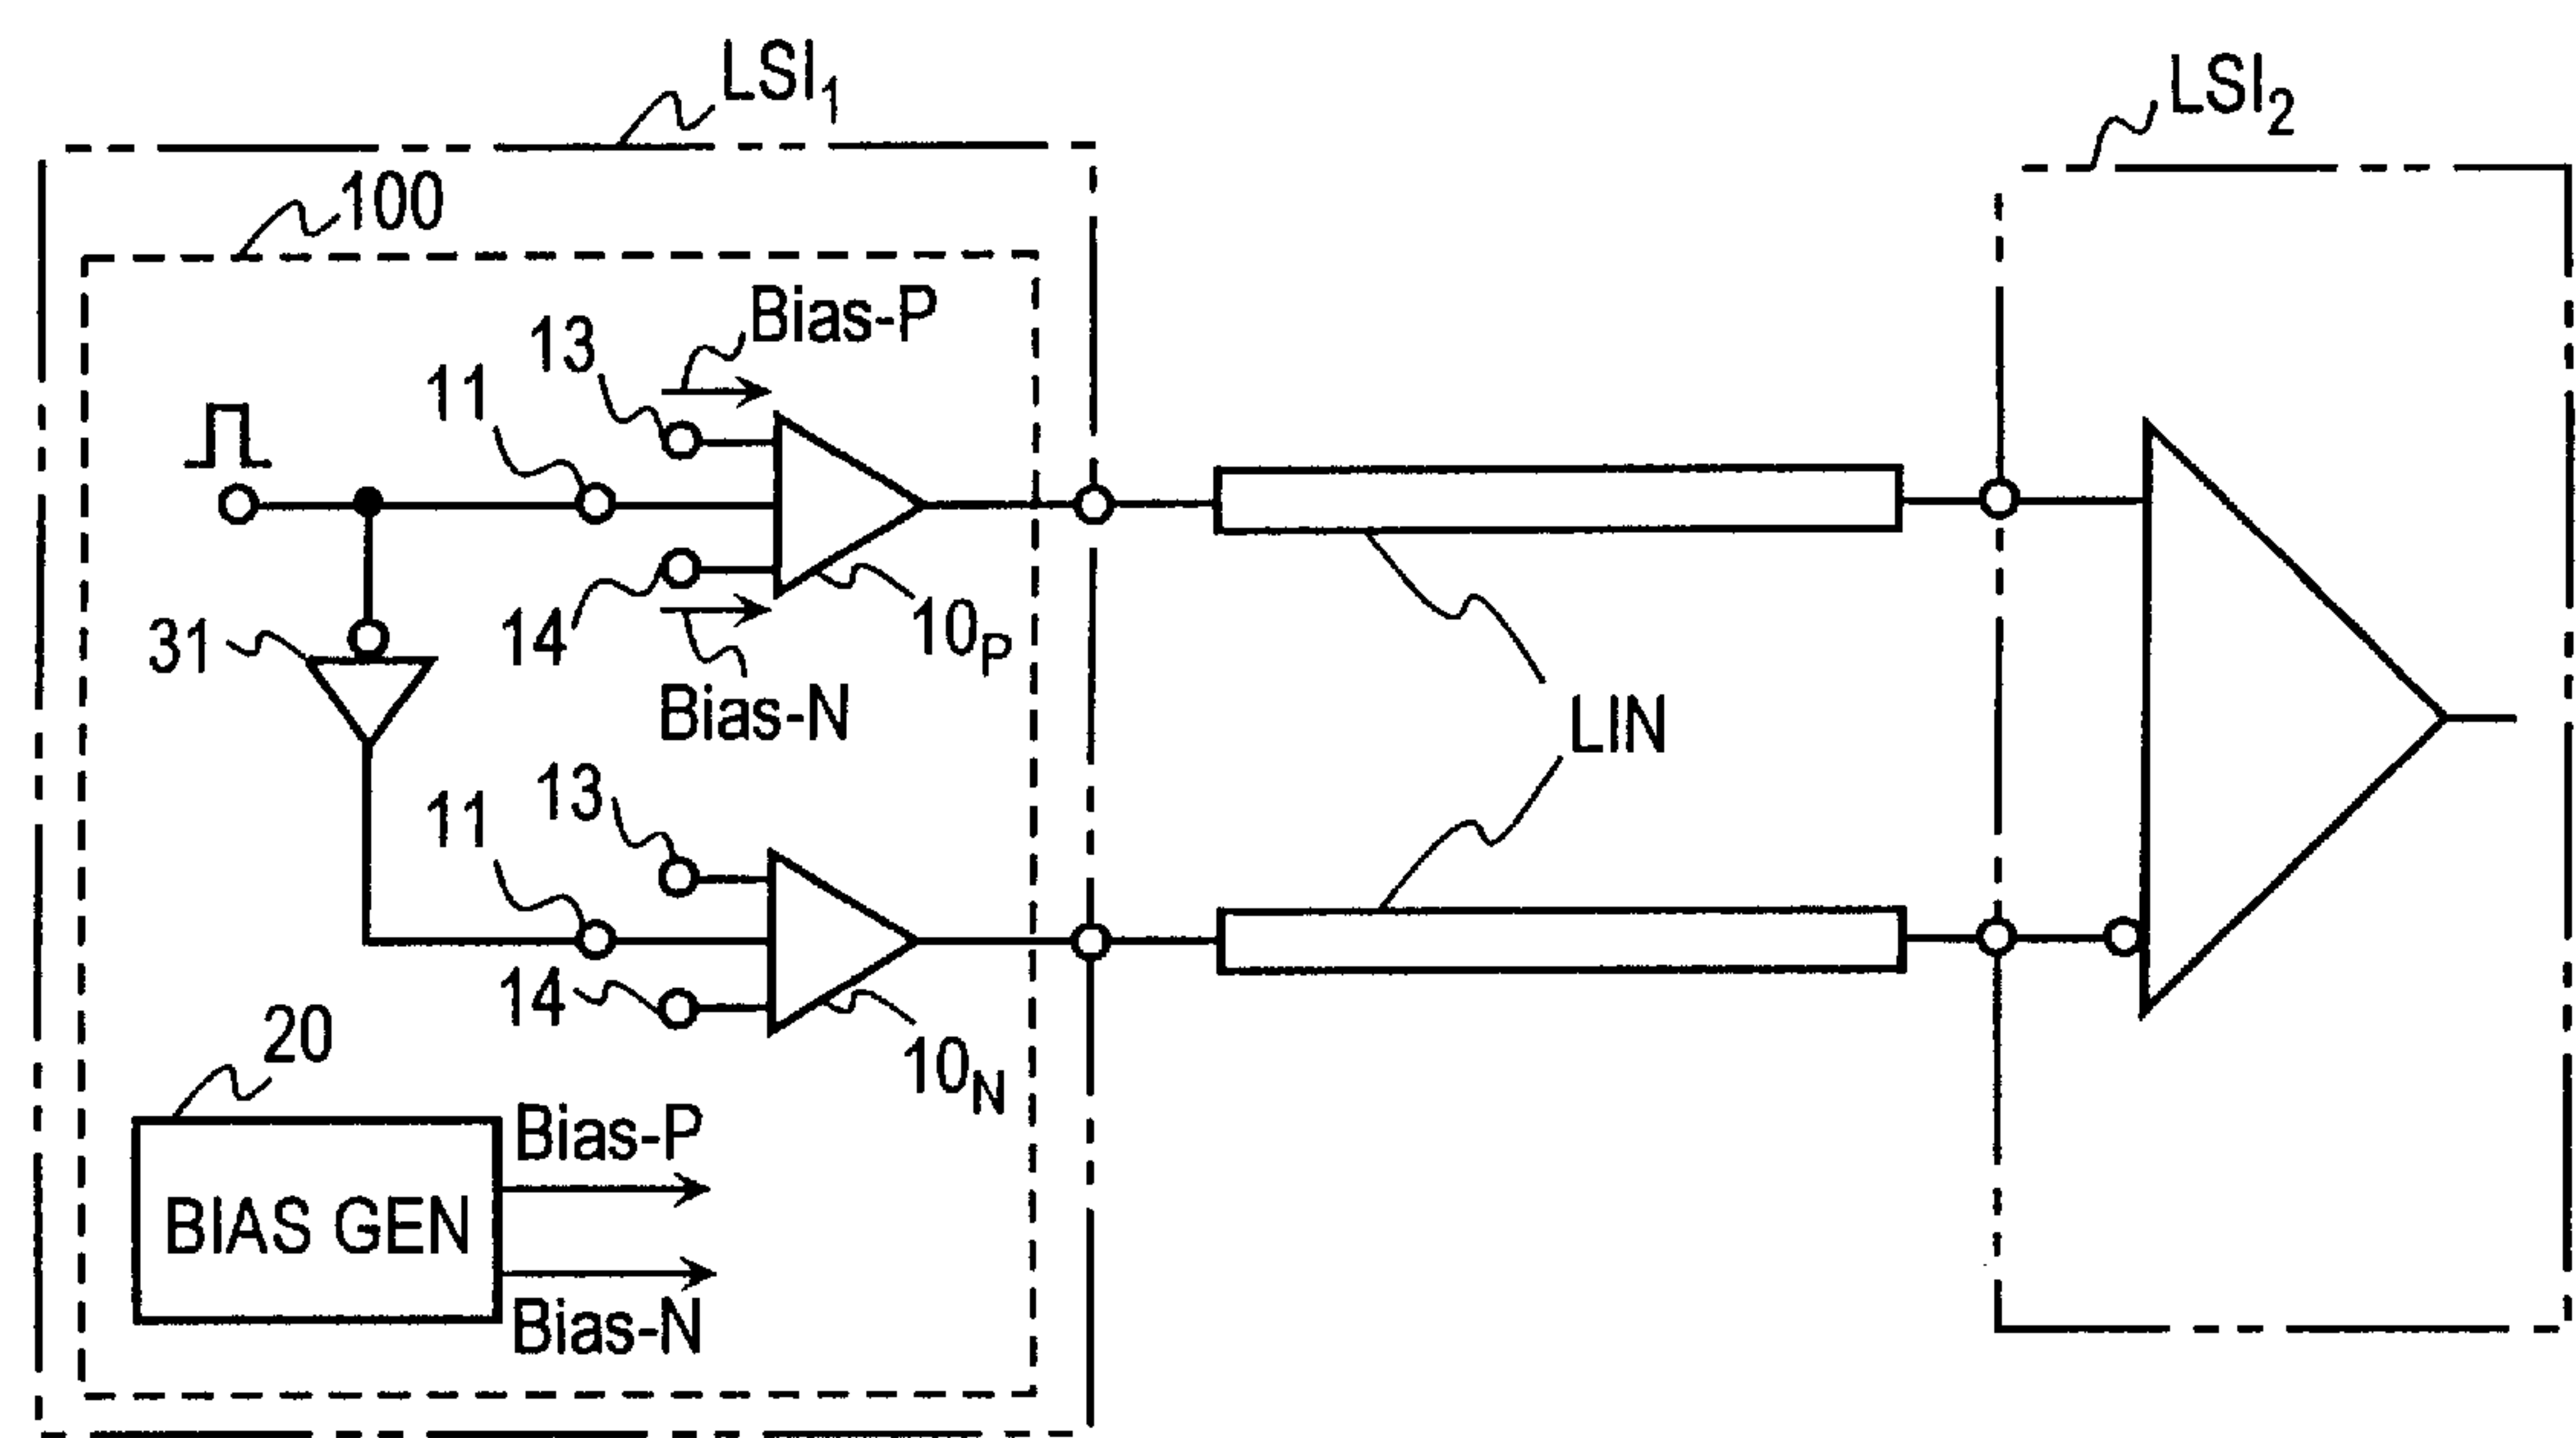 LSI1
LSI2
100
Bias-P
13
11
14
10P
31
Bias-N
LIN
13
11
14
10N
20
Bias-P
BIAS GEN
Bias-N